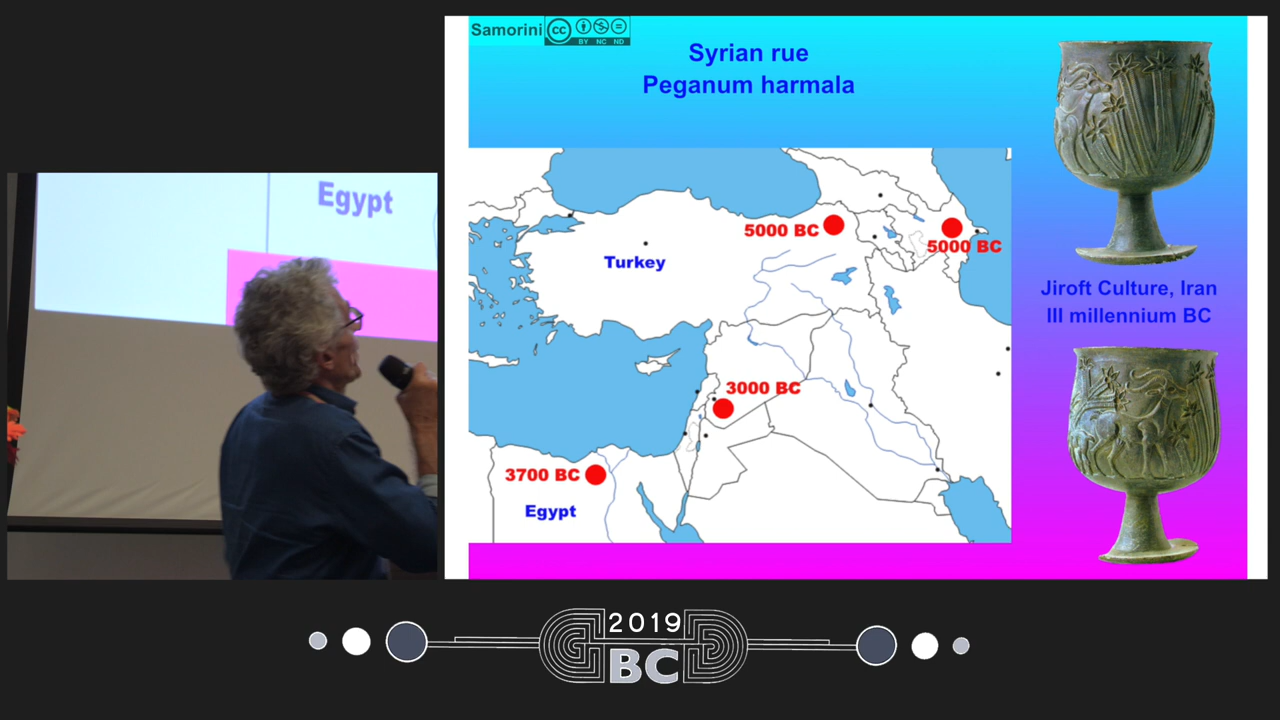 Samorini
cc
BY NC ND
Syrian rue
Peganum harmala
Egypt
5000 BC
5000 BC
Turkey
Jiroft Culture, Iran
III millennium BC
3000 BC
3700 BC
Egypt
2019
BC